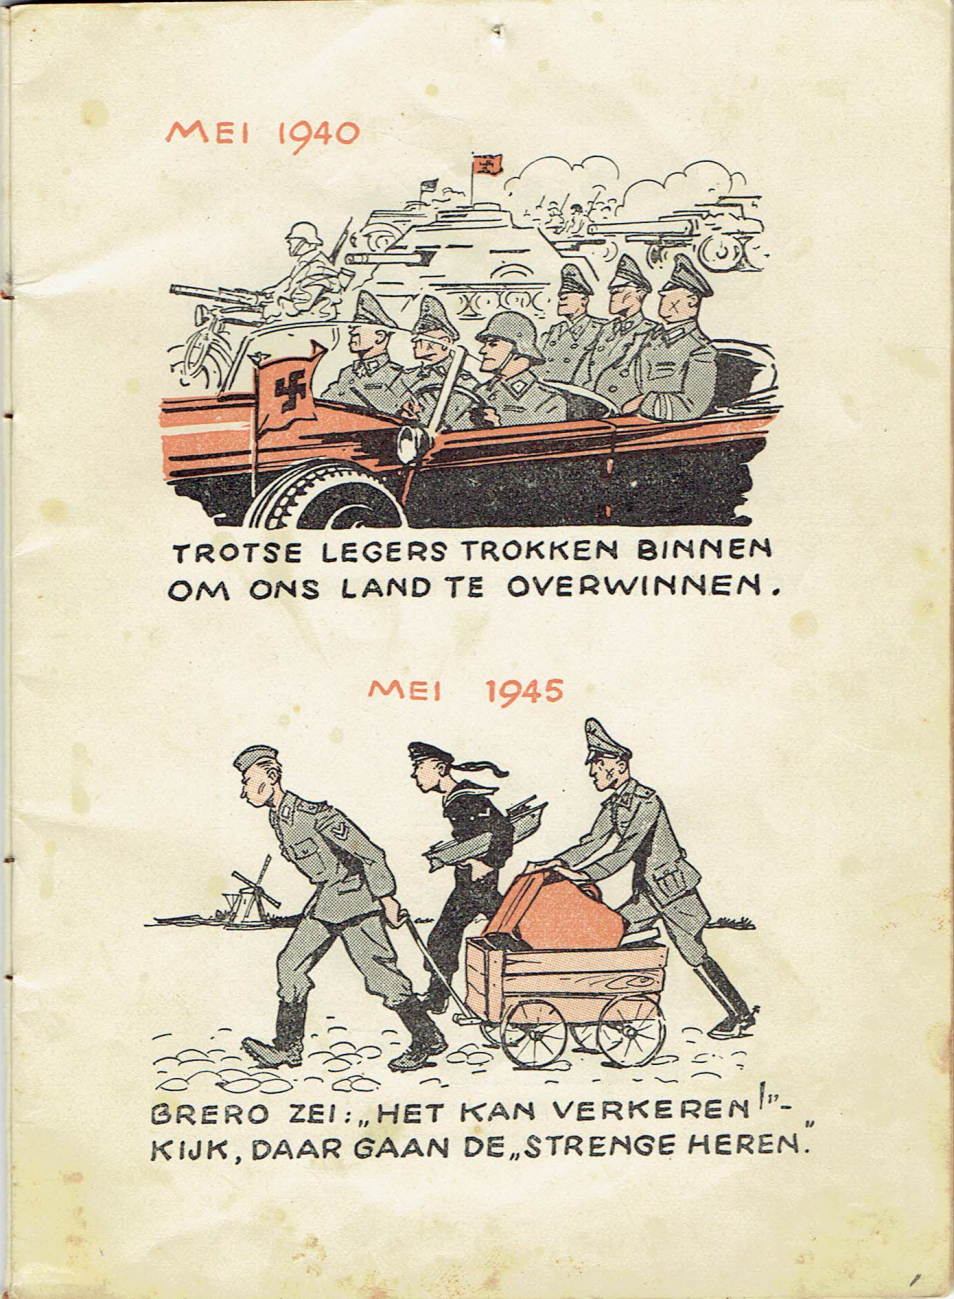 MEI 1940
TROTSE LEGERS TROKKEN BINNEN
OM ONS LAND TE OVERWINNEN.
MEI 1945
BRERO ZEI: „HET KAN VERKEREN!”-
KIJK, DAAR GAAN DE „STRENGE HEREN.”